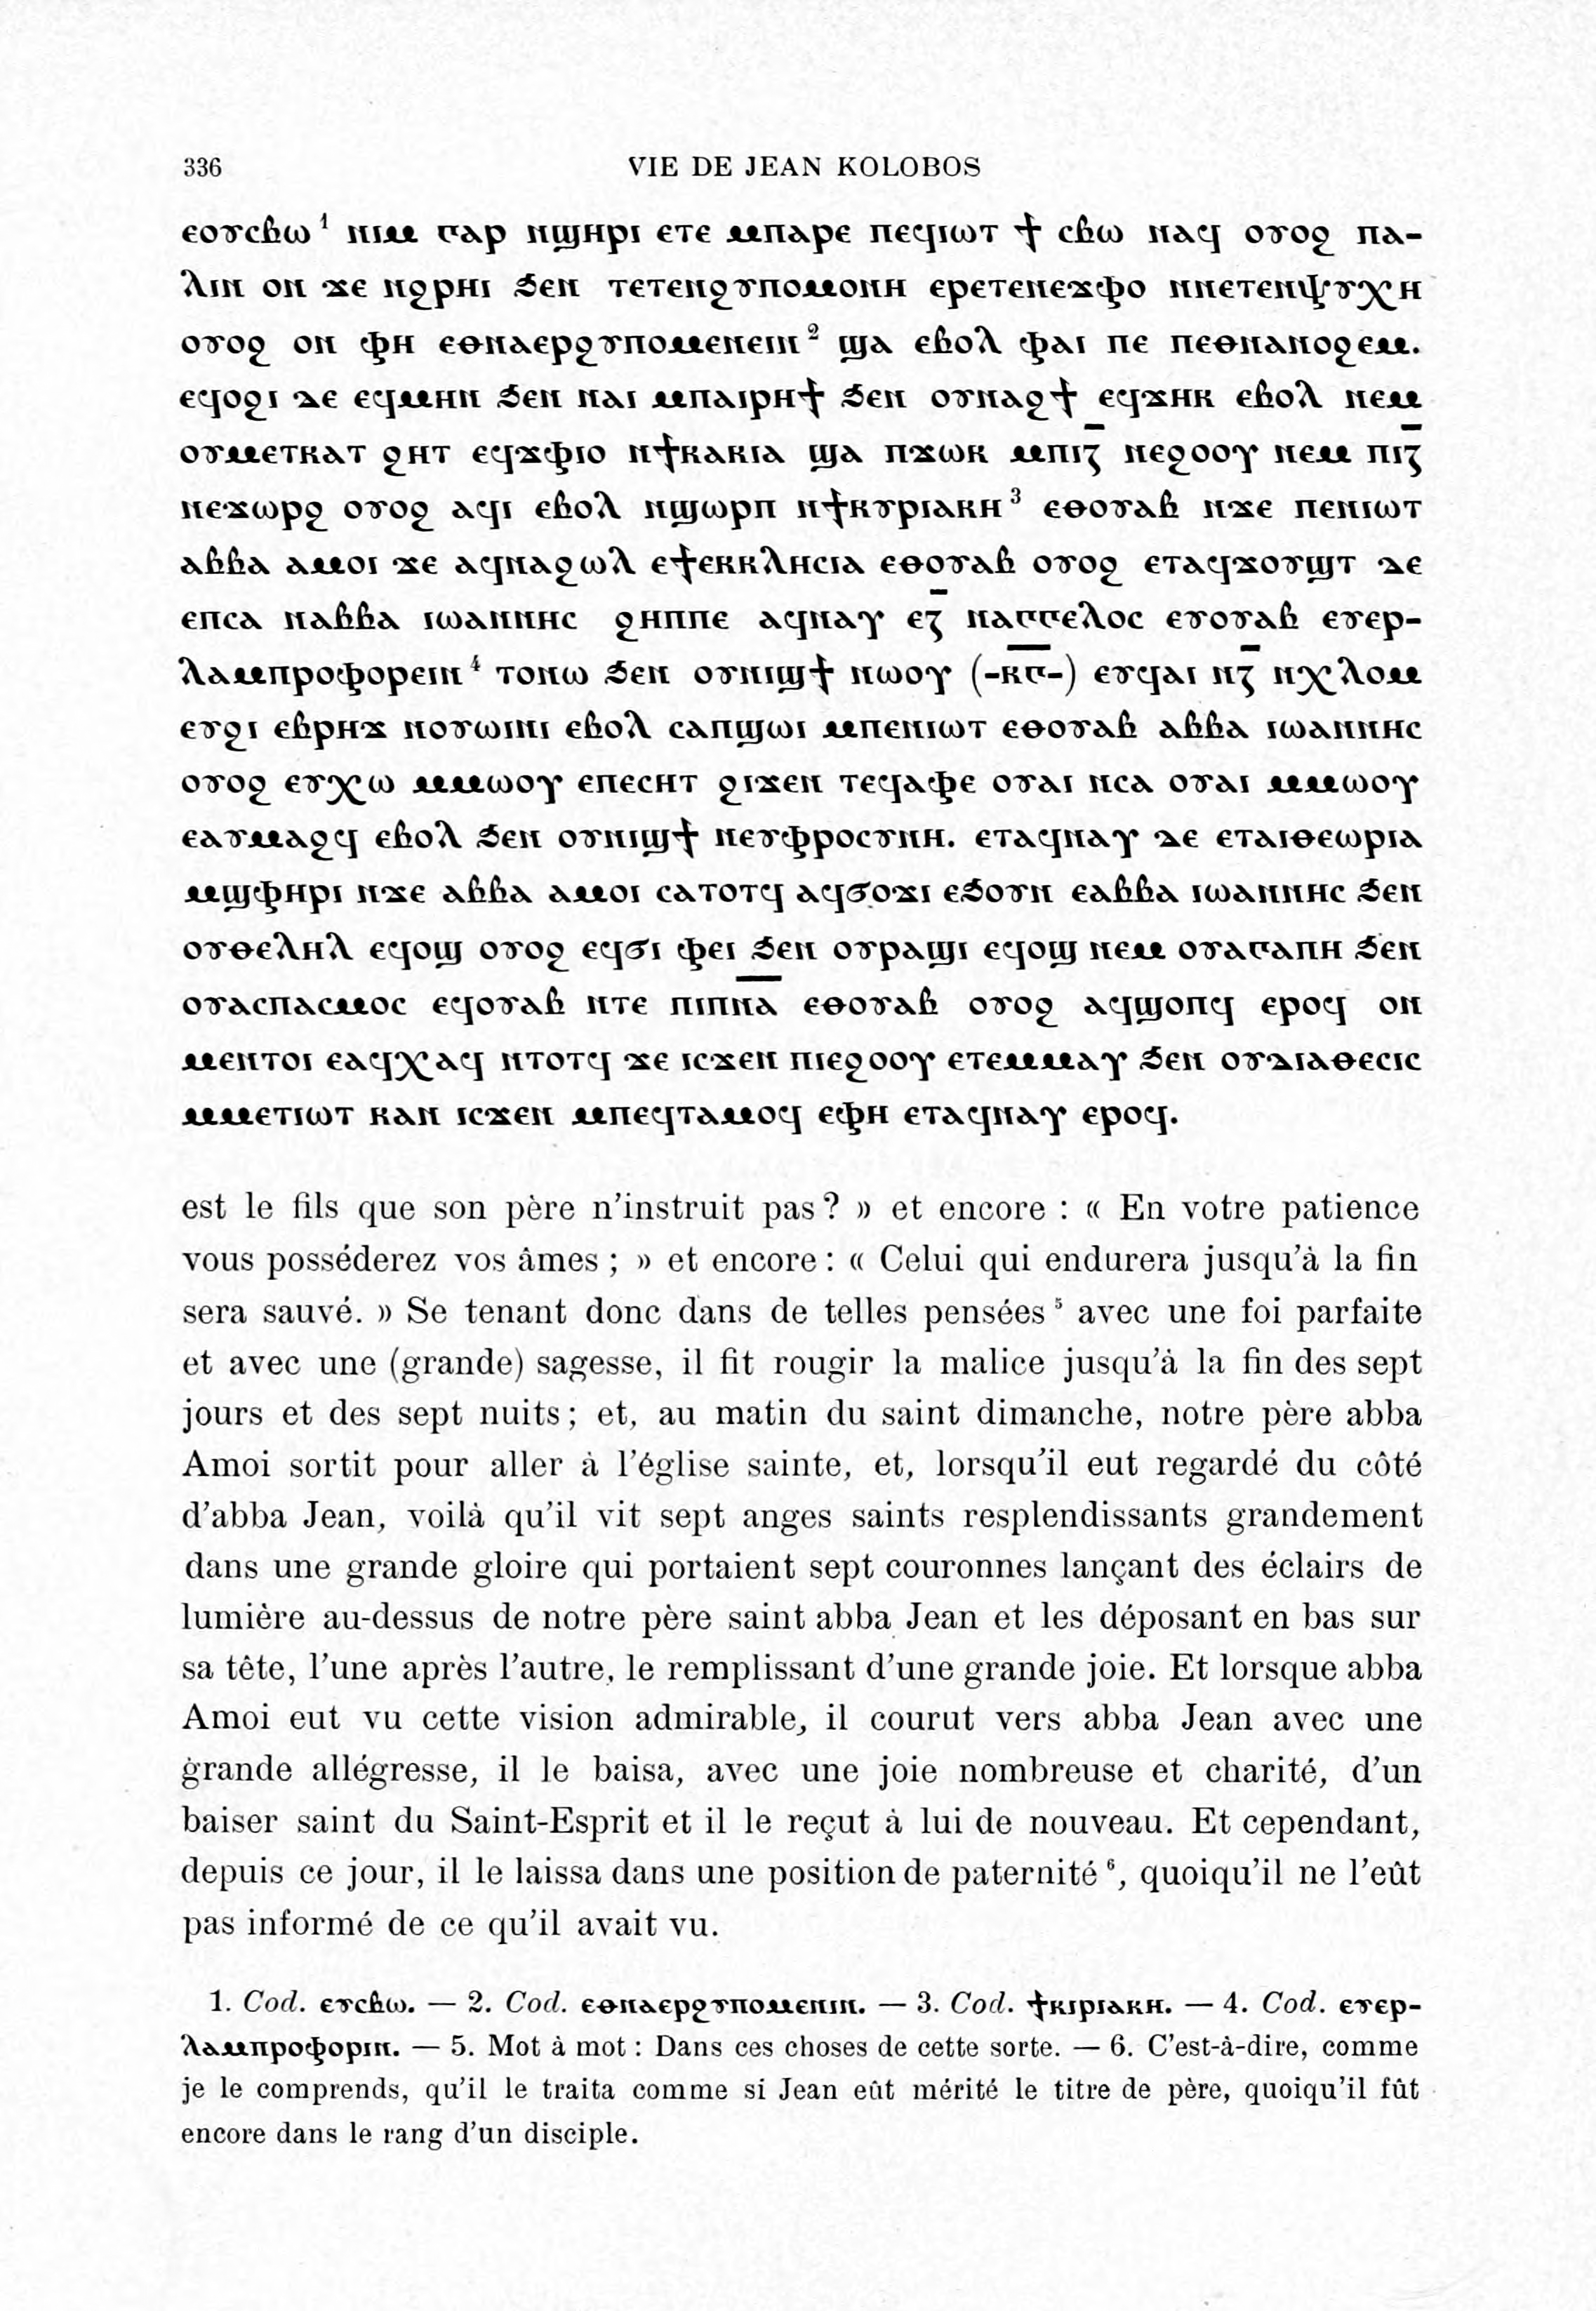 336 VIE DE JEAN KOLOBOS
ⲉⲟⲩⲥⲃⲱ¹ ⲛⲓⲙ ⲅⲁⲣ ⲛϣⲏⲣⲓ ⲉⲧⲉ ⲙⲡⲁⲣⲉ ⲡⲉϥⲓⲱⲧ ϯ ⲥⲃⲱ ⲛⲁϥ ⲟⲩⲟϩ ⲡⲁ-
ⲗⲓⲛ ⲟⲛ ϫⲉ ⲛϩⲣⲏⲓ ϧⲉⲛ ⲧⲉⲧⲉⲛϩⲩⲡⲟⲙⲟⲛⲏ ⲉⲣⲉⲧⲉⲛⲉϫⲫⲟ ⲛⲛⲉⲧⲉⲛⲯⲩⲭⲏ
ⲟⲩⲟϩ ⲟⲛ ⲫⲏ ⲉⲑⲛⲁⲉⲣϩⲩⲡⲟⲙⲉⲛⲉⲓⲛ² ϣⲁ ⲉⲃⲟⲗ ⲫⲁⲓ ⲡⲉ ⲡⲉⲑⲛⲁⲛⲟϩⲉⲙ.
ⲉϥⲟϩⲓ ⲇⲉ ⲉϥⲙⲏⲛ ϧⲉⲛ ⲛⲁⲓ ⲙⲡⲁⲓⲣⲏϯ ϧⲉⲛ ⲟⲩⲛⲁϩϯ ⲉϥϫⲏⲕ ⲉⲃⲟⲗ ⲛⲉⲙ
ⲟⲩⲙⲉⲧⲕⲁⲧ ϩⲏⲧ ⲉϥϫⲫⲓⲟ ⲛϯⲕⲁⲕⲓⲁ ϣⲁ ⲡϫⲱⲕ ⲙⲡⲓⲍ̅ ⲛⲉϩⲟⲟⲩ ⲛⲉⲙ ⲡⲓⲍ̅
ⲛⲉϫⲱⲣϩ ⲟⲩⲟϩ ⲁϥⲓ ⲉⲃⲟⲗ ⲛϣⲱⲣⲡ ⲛϯⲕⲩⲣⲓⲁⲕⲏ³ ⲉⲑⲟⲩⲁⲃ ⲛϫⲉ ⲡⲉⲛⲓⲱⲧ
ⲁⲃⲃⲁ ⲁⲙⲟⲓ ϫⲉ ⲁϥⲛⲁϩⲱⲗ ⲉϯⲉⲕⲕⲗⲏⲥⲓⲁ ⲉⲑⲟⲩⲁⲃ ⲟⲩⲟϩ ⲉⲧⲁϥϫⲟⲩϣⲧ ⲇⲉ
ⲉⲡⲥⲁ ⲛⲁⲃⲃⲁ ⲓⲱⲁⲛⲛⲏⲥ ϩⲏⲡⲡⲉ ⲁϥⲛⲁⲩ ⲉⲍ̅ ⲛⲁⲅⲅⲉⲗⲟⲥ ⲉⲩⲟⲩⲁⲃ ⲉⲩⲉⲣ-
ⲗⲁⲙⲡⲣⲟⲫⲟⲣⲉⲓⲛ⁴ ⲧⲟⲛⲱ ϧⲉⲛ ⲟⲩⲛⲓϣϯ ⲛⲱⲟⲩ (-ⲕ̅ⲅ̅-) ⲉⲩϥⲁⲓ ⲛⲍ̅ ⲛⲭⲗⲟⲙ
ⲉⲩϩⲓ ⲉⲃⲣⲏϫ ⲛⲟⲩⲱⲓⲛⲓ ⲉⲃⲟⲗ ⲥⲁⲡϣⲱⲓ ⲙⲡⲉⲛⲓⲱⲧ ⲉⲑⲟⲩⲁⲃ ⲁⲃⲃⲁ ⲓⲱⲁⲛⲛⲏⲥ
ⲟⲩⲟϩ ⲉⲩⲭⲱ ⲙⲙⲱⲟⲩ ⲉⲡⲉⲥⲏⲧ ϩⲓϫⲉⲛ ⲧⲉϥⲁⲫⲉ ⲟⲩⲁⲓ ⲛⲥⲁ ⲟⲩⲁⲓ ⲙⲙⲱⲟⲩ
ⲉⲁⲩⲙⲁϩϥ ⲉⲃⲟⲗ ϧⲉⲛ ⲟⲩⲛⲓϣϯ ⲛⲉⲩⲫⲣⲟⲥⲩⲛⲏ. ⲉⲧⲁϥⲛⲁⲩ ⲇⲉ ⲉⲧⲁⲓⲑⲉⲱⲣⲓⲁ
ⲙϣⲫⲏⲣⲓ ⲛϫⲉ ⲁⲃⲃⲁ ⲁⲙⲟⲓ ⲥⲁⲧⲟⲧϥ ⲁϥϭⲟϫⲓ ⲉϧⲟⲩⲛ ⲉⲁⲃⲃⲁ ⲓⲱⲁⲛⲛⲏⲥ ϧⲉⲛ
ⲟⲩⲑⲉⲗⲏⲗ ⲉϥⲟϣ ⲟⲩⲟϩ ⲉϥϭⲓ ⲫⲉⲓ ϧⲉⲛ ⲟⲩⲣⲁϣⲓ ⲉϥⲟϣ ⲛⲉⲙ ⲟⲩⲁⲅⲁⲡⲏ ϧⲉⲛ
ⲟⲩⲁⲥⲡⲁⲥⲙⲟⲥ ⲉϥⲟⲩⲁⲃ ⲛⲧⲉ ⲡⲓⲡⲛ̅ⲁ̅ ⲉⲑⲟⲩⲁⲃ ⲟⲩⲟϩ ⲁϥϣⲟⲡϥ ⲉⲣⲟϥ ⲟⲛ
ⲙⲉⲛⲧⲟⲓ ⲉⲁϥⲭⲁϥ ⲛⲧⲟⲧϥ ϫⲉ ⲓⲥϫⲉⲛ ⲡⲓⲉϩⲟⲟⲩ ⲉⲧⲉⲙⲙⲁⲩ ϧⲉⲛ ⲟⲩⲇⲓⲁⲑⲉⲥⲓⲥ
ⲙⲙⲉⲧⲓⲱⲧ ⲕⲁⲛ ⲓⲥϫⲉⲛ ⲙⲡⲉϥⲧⲁⲙⲟϥ ⲉⲫⲏ ⲉⲧⲁϥⲛⲁⲩ ⲉⲣⲟϥ.
est le fils que son père n'instruit pas? » et encore : « En votre patience
vous posséderez vos âmes ; » et encore : « Celui qui endurera jusqu'à la fin
sera sauvé. » Se tenant donc dans de telles pensées⁵ avec une foi parfaite
et avec une (grande) sagesse, il fit rougir la malice jusqu'à la fin des sept
jours et des sept nuits; et, au matin du saint dimanche, notre père abba
Amoi sortit pour aller à l'église sainte, et, lorsqu'il eut regardé du côté
d'abba Jean, voilà qu'il vit sept anges saints resplendissants grandement
dans une grande gloire qui portaient sept couronnes lançant des éclairs de
lumière au-dessus de notre père saint abba Jean et les déposant en bas sur
sa tête, l'une après l'autre, le remplissant d'une grande joie. Et lorsque abba
Amoi eut vu cette vision admirable, il courut vers abba Jean avec une
grande allégresse, il le baisa, avec une joie nombreuse et charité, d'un
baiser saint du Saint-Esprit et il le reçut à lui de nouveau. Et cependant,
depuis ce jour, il le laissa dans une position de paternité⁶, quoiqu'il ne l'eût
pas informé de ce qu'il avait vu.
1. Cod. ⲉⲩⲥⲃⲱ. — 2. Cod. ⲉⲑⲛⲁⲉⲣϩⲩⲡⲟⲙⲉⲛⲓⲛ. — 3. Cod. ϯⲕⲓⲣⲓⲁⲕⲏ. — 4. Cod. ⲉⲩⲉⲣ-
ⲗⲁⲙⲡⲣⲟⲫⲟⲣⲓⲛ. — 5. Mot à mot : Dans ces choses de cette sorte. — 6. C'est-à-dire, comme
je le comprends, qu'il le traita comme si Jean eût mérité le titre de père, quoiqu'il fût
encore dans le rang d'un disciple.